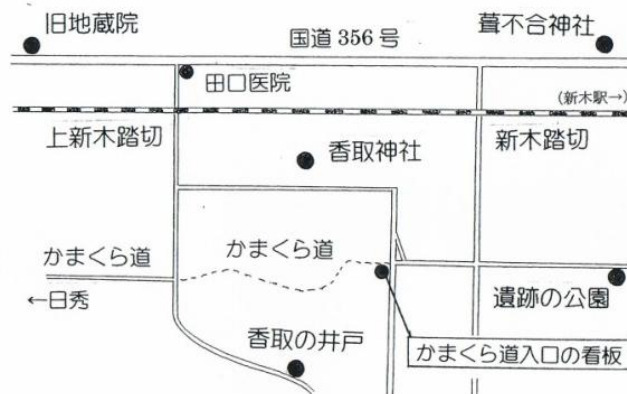 旧地蔵院
国道356号
葺不合神社
田口医院
(新木駅→)
上新木踏切
香取神社
新木踏切
かまくら道
かまくら道
←日秀
遺跡の公園
香取の井戸
かまくら道入口の看板